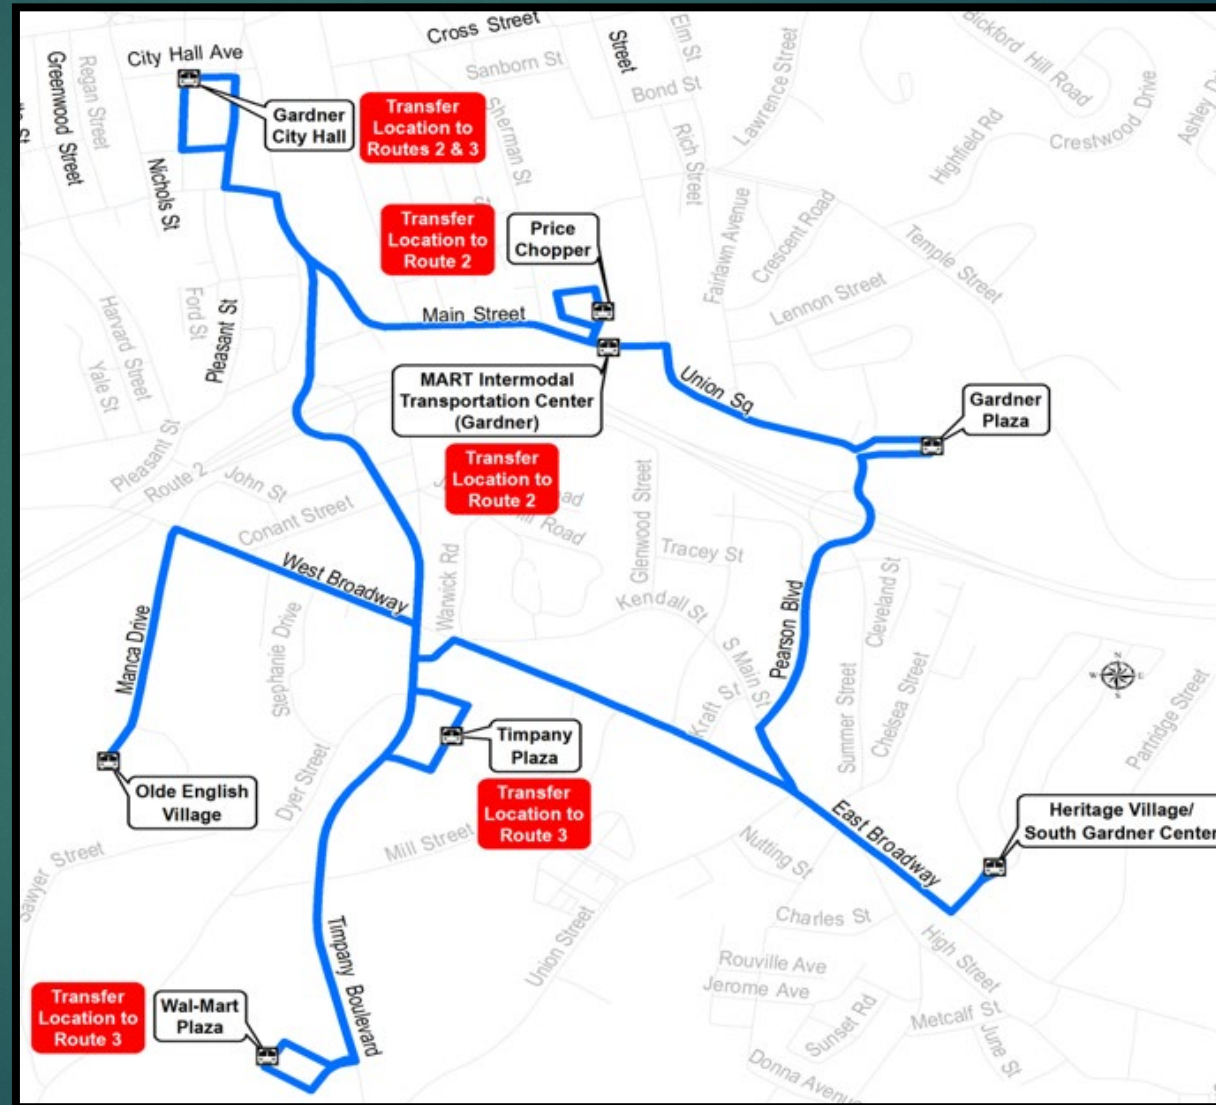 Cross Street
City Hall Ave
Street
Elm St
Lawrence Street
Bickford Hill Road
Greenwood Street
Regan Street
Sanborn St
Bond St
Crestwood Drive
Gardner
City Hall
Transfer
Location to
Routes 2 & 3
Sherman St
Rich Street
Highfield Rd
Nichols St
Transfer
Location to
Route 2
Price
Chopper
Fairlawn Avenue
Crescent Road
Temple Street
Lennon Street
Harvard Street
Ford St
Pleasant St
Main Street
Yale St
MART Intermodal
Transportation Center
(Gardner)
Union Sq
Gardner
Plaza
Pleasant St
Route 2
John St
Conant Street
Transfer
Location to
Route 2
Road
Glenwood Street
Tracey St
West Broadway
Warwick Rd
Kendall St
Pearson Blvd
Cleveland St
Manca Drive
Stephanie Drive
S Main St
Kraft St
Summer Street
Chelsea Street
N
W E
S
Partridge Street
Timpany
Plaza
Olde English
Village
Dyer Street
Transfer
Location to
Route 3
Mill Street
East Broadway
Heritage Village/
South Gardner Center
Sawyer Street
Nutting St
Charles St
Timpany Boulevard
Union Street
High Street
Rouville Ave
Jerome Ave
Transfer
Location to
Route 3
Wal-Mart
Plaza
Sunset Rd
Metcalf St
June St
Donna Avenue